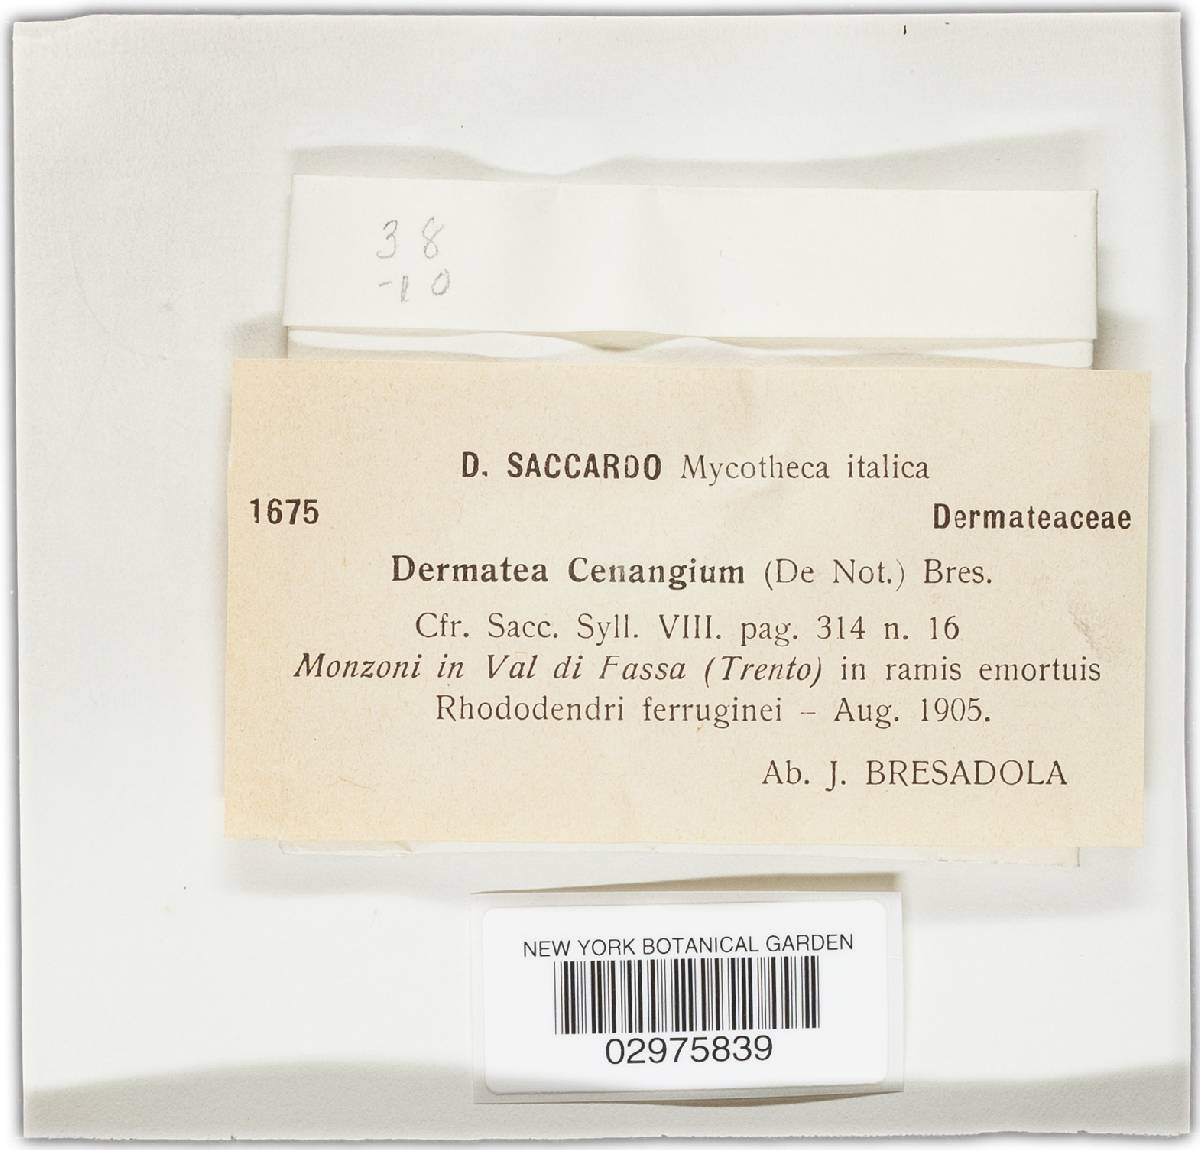 38
-10
D. SACCARDO Mycotheca italica
1675
Dermateaceae
Dermatea Cenangium (De Not.) Bres.
Cfr. Sacc. Syll. VIII. pag. 314 n. 16
Monzoni in Val di Fassa (Trento) in ramis emortuis
Rhododendri ferruginei – Aug. 1905.
Ab. J. BRESADOLA
NEW YORK BOTANICAL GARDEN
02975839